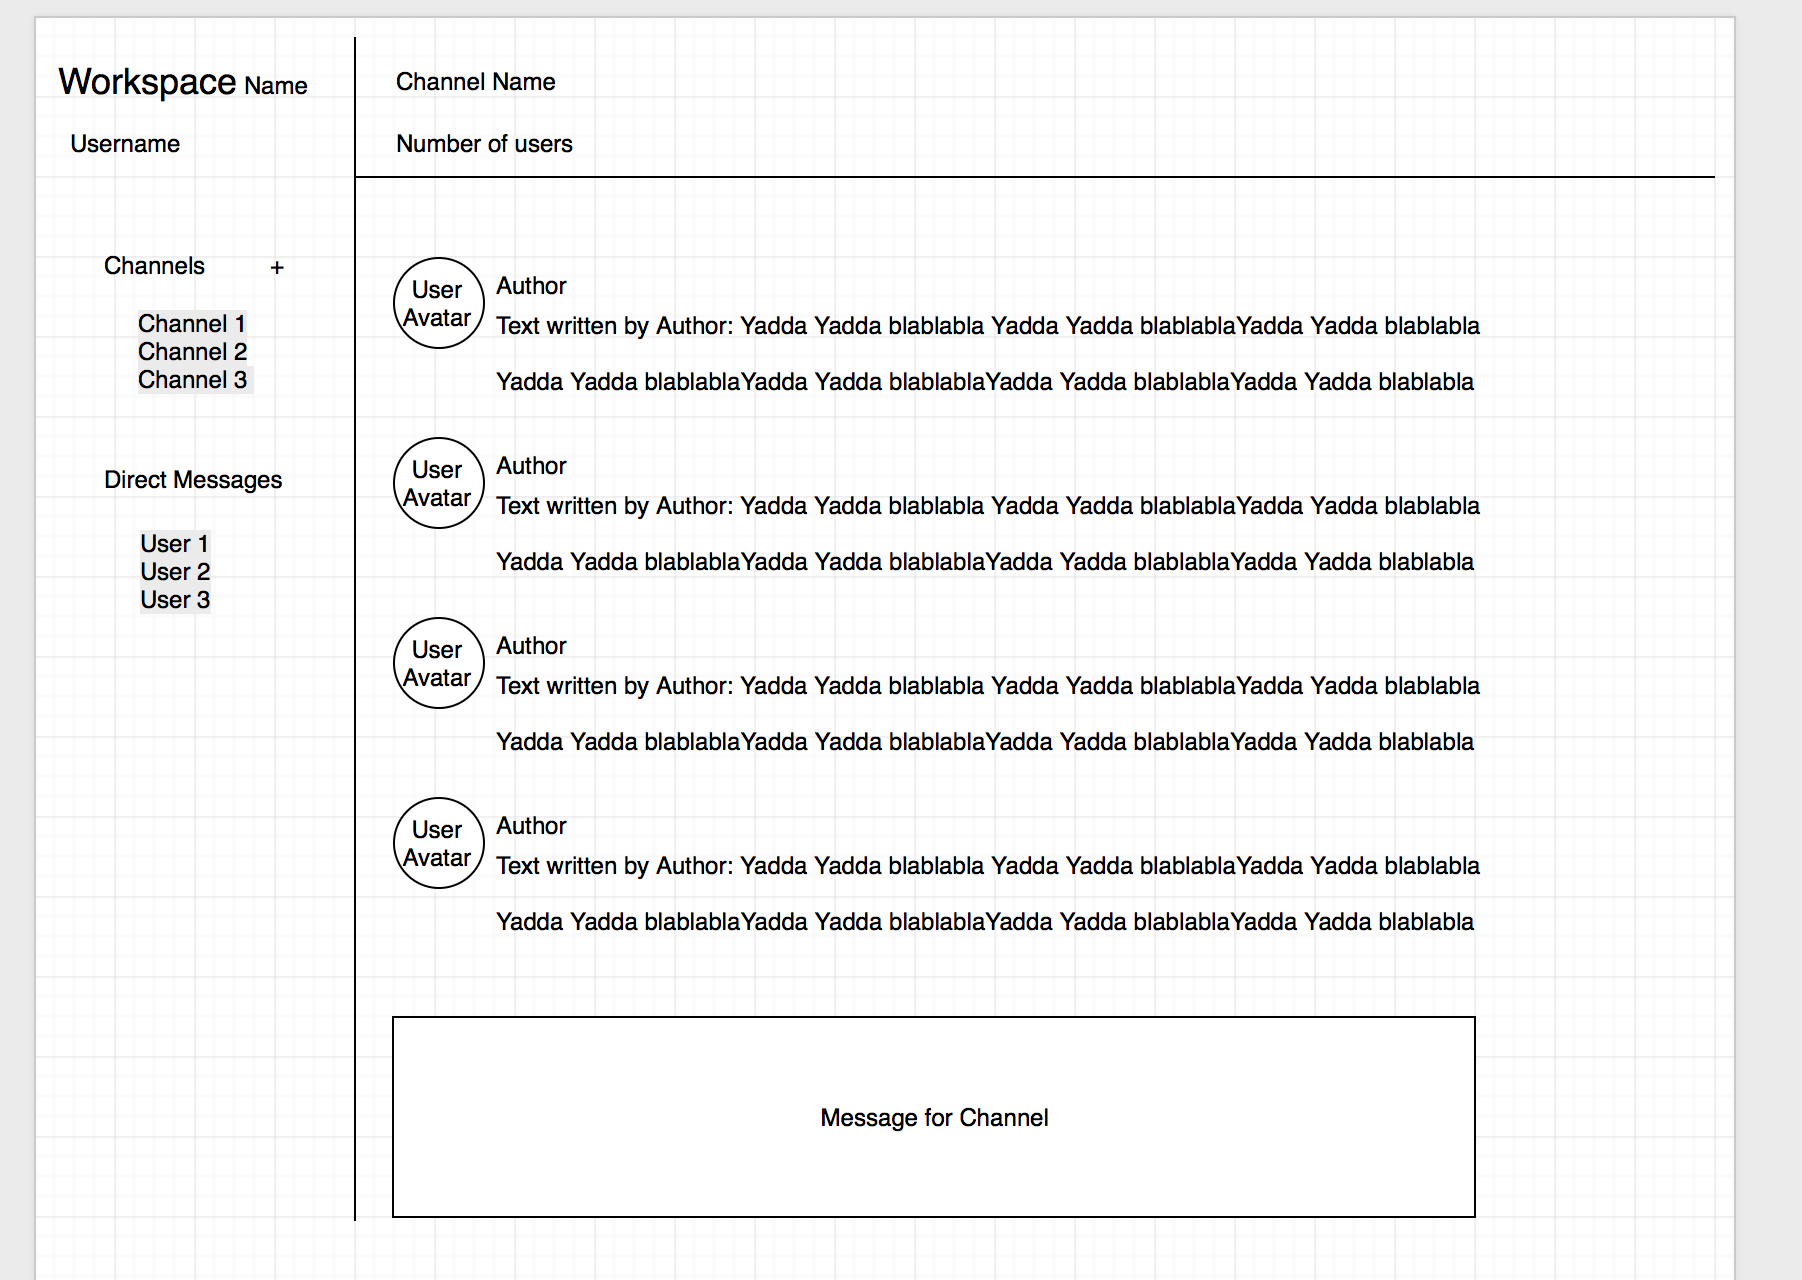 Workspace Name
Username
Channels +
Channel 1
Channel 2
Channel 3
Direct Messages
User 1
User 2
User 3
Channel Name
Number of users
User
Avatar
Author
Text written by Author: Yadda Yadda blablabla Yadda Yadda blablablaYadda Yadda blablabla
Yadda Yadda blablablaYadda Yadda blablablaYadda Yadda blablablaYadda Yadda blablabla
User
Avatar
Author
Text written by Author: Yadda Yadda blablabla Yadda Yadda blablablaYadda Yadda blablabla
Yadda Yadda blablablaYadda Yadda blablablaYadda Yadda blablablaYadda Yadda blablabla
User
Avatar
Author
Text written by Author: Yadda Yadda blablabla Yadda Yadda blablablaYadda Yadda blablabla
Yadda Yadda blablablaYadda Yadda blablablaYadda Yadda blablablaYadda Yadda blablabla
User
Avatar
Author
Text written by Author: Yadda Yadda blablabla Yadda Yadda blablablaYadda Yadda blablabla
Yadda Yadda blablablaYadda Yadda blablablaYadda Yadda blablablaYadda Yadda blablabla
Message for Channel